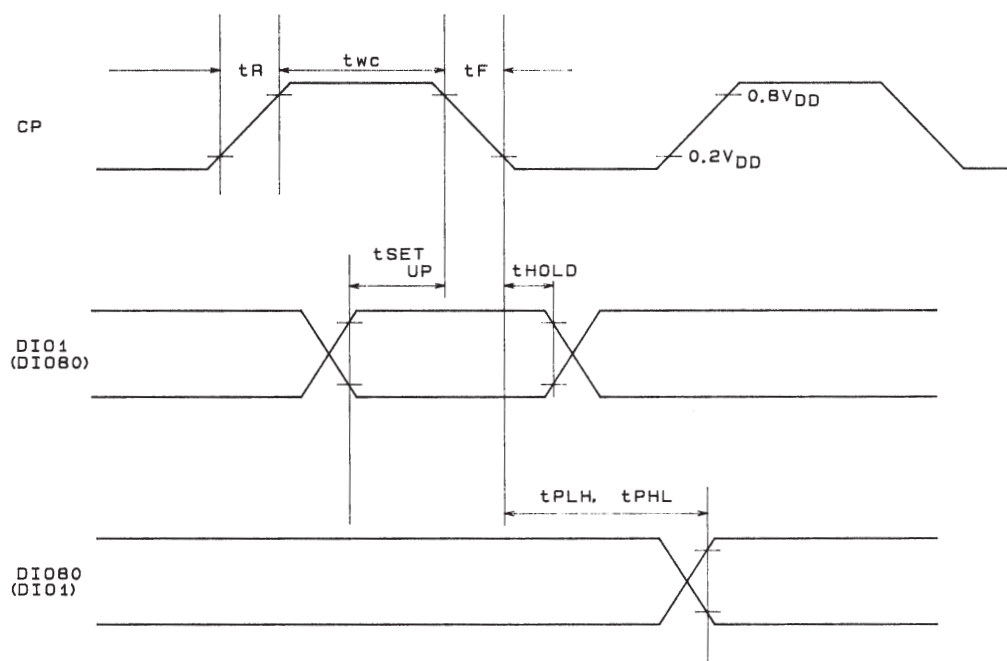 tR
twc
tF
CP
0.8VDD
0.2VDD
tSET
UP
tHOLD
DIO1
(DIO80)
tPLH, tPHL
DIO80
(DIO1)